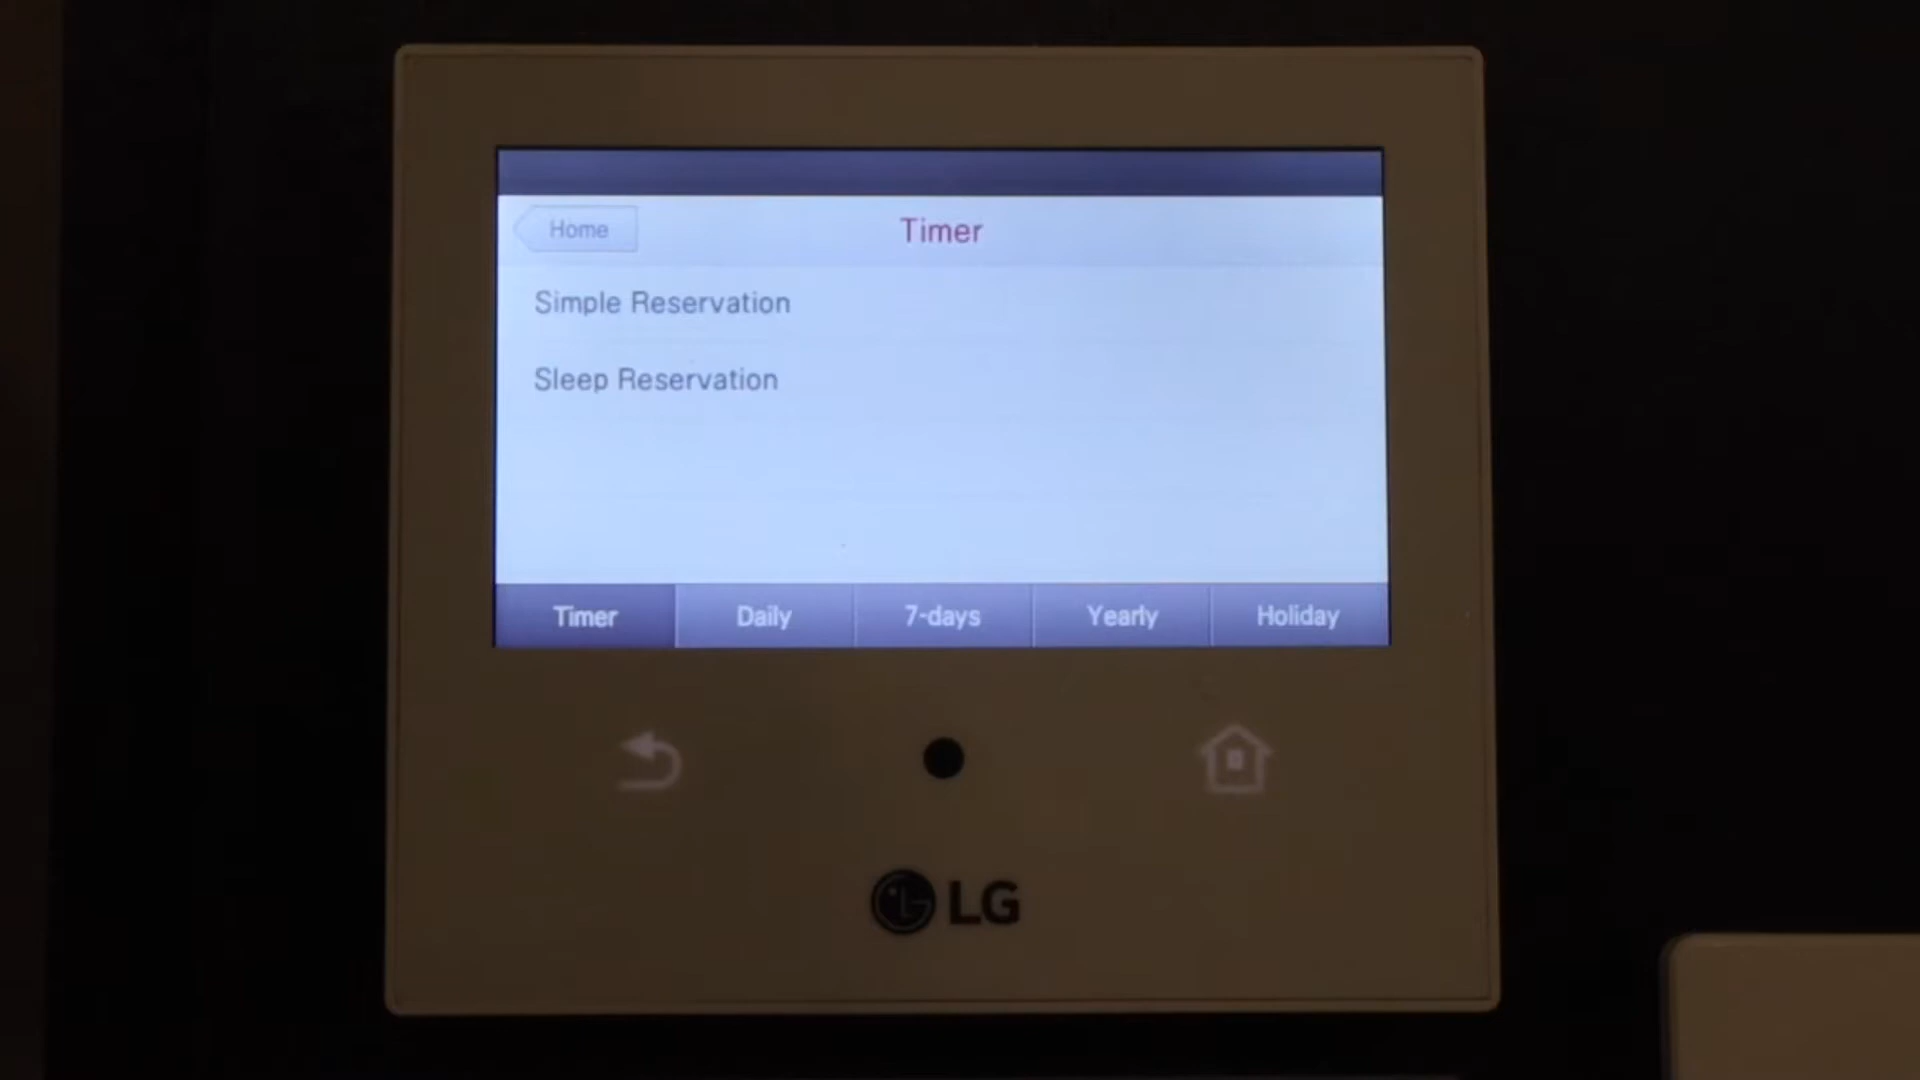 Home
Timer
Simple Reservation
Sleep Reservation
Timer
Daily
7-days
Yearly
Holiday
LG